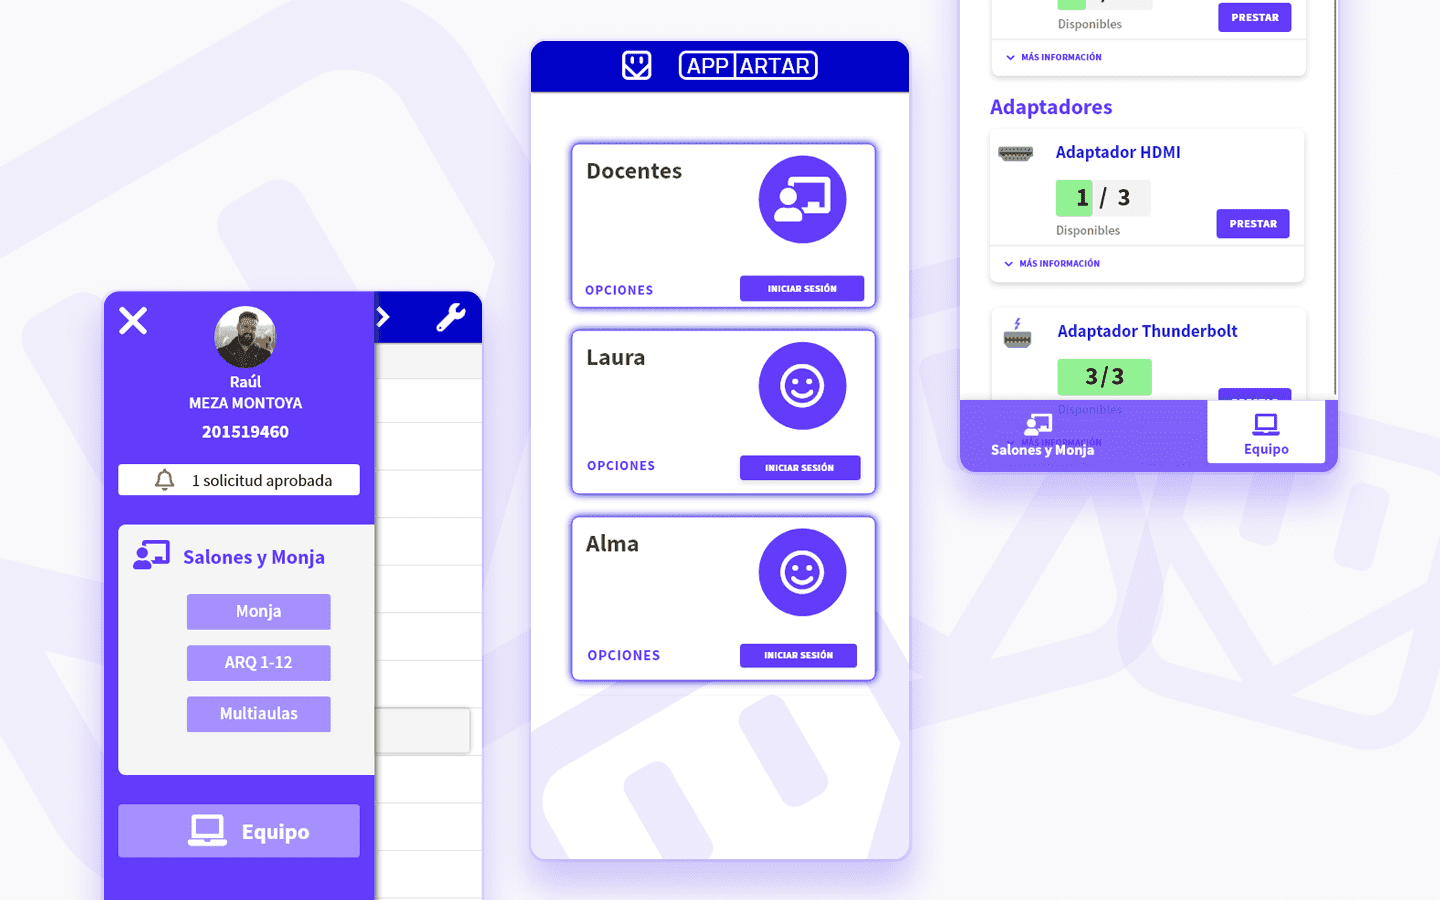 Raúl
MEZA MONTOYA
201519460
1 solicitud aprobada
Salones y Monja
Monja
ARQ 1-12
Multiaulas
Equipo
APP ARTAR
Docentes
OPCIONES
INICIAR SESIÓN
Laura
OPCIONES
INICIAR SESIÓN
Alma
OPCIONES
INICIAR SESIÓN
Disponibles
PRESTAR
MÁS INFORMACIÓN
Adaptadores
Adaptador HDMI
1 / 3
Disponibles
PRESTAR
MÁS INFORMACIÓN
Adaptador Thunderbolt
3/3
Disponibles
MÁS INFORMACIÓN
Salones y Monja
Equipo